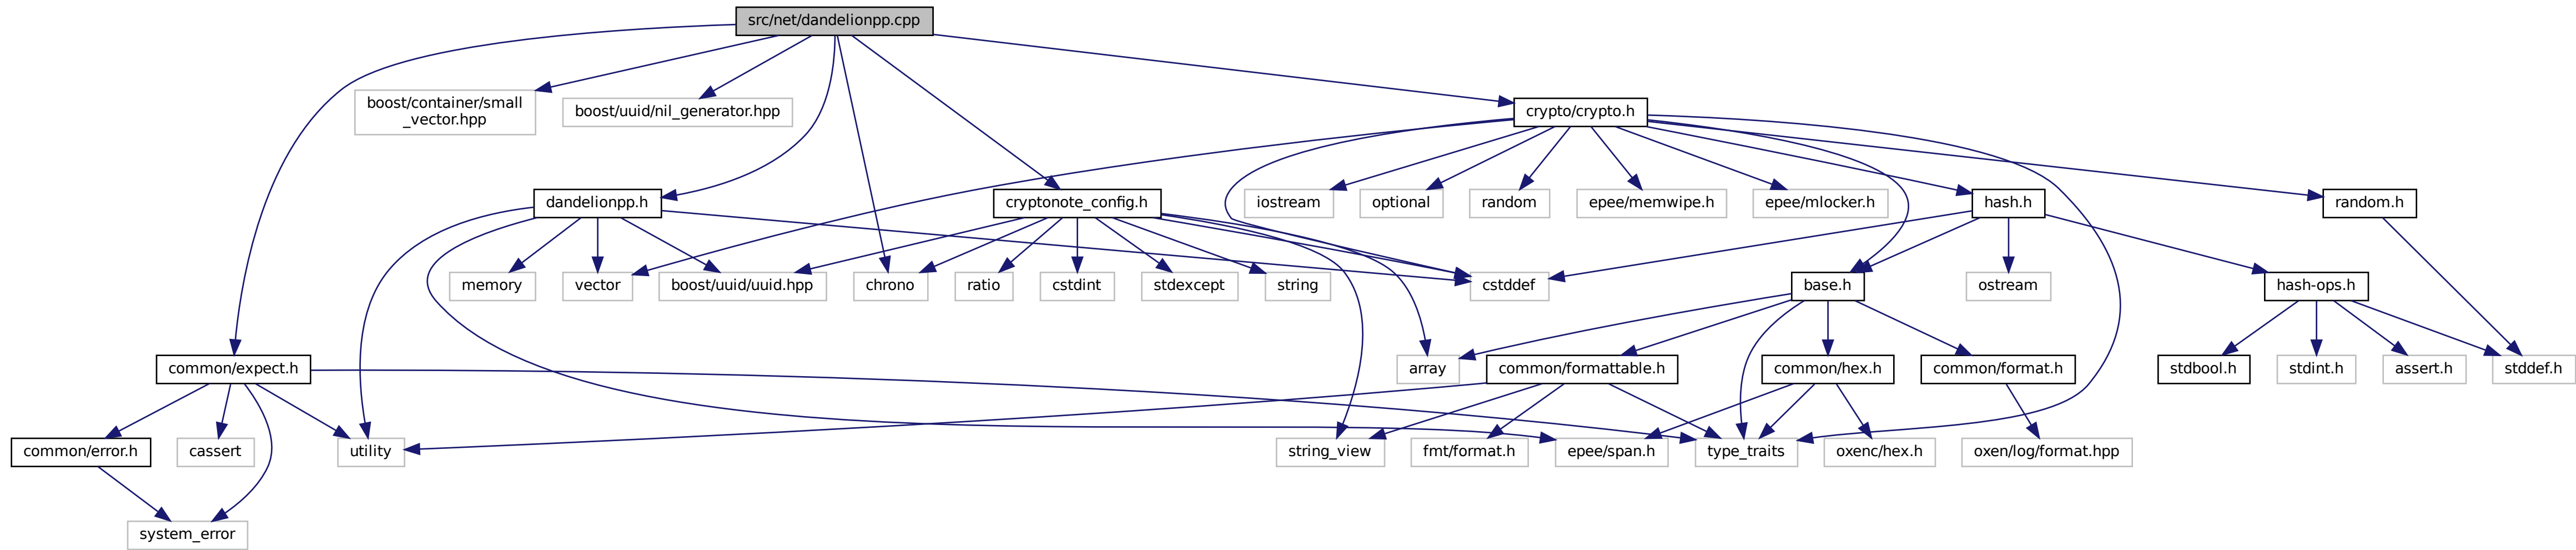 src/net/dandelionpp.cpp
boost/container/small
_vector.hpp
boost/uuid/nil_generator.hpp
crypto/crypto.h
dandelionpp.h
cryptonote_config.h
iostream
optional
random
epee/memwipe.h
epee/mlocker.h
hash.h
random.h
memory
vector
boost/uuid/uuid.hpp
chrono
ratio
cstdint
stdexcept
string
cstddef
base.h
ostream
hash-ops.h
common/expect.h
array
common/formattable.h
common/hex.h
common/format.h
stdbool.h
stdint.h
assert.h
stddef.h
common/error.h
cassert
utility
string_view
fmt/format.h
epee/span.h
type_traits
oxenc/hex.h
oxen/log/format.hpp
system_error